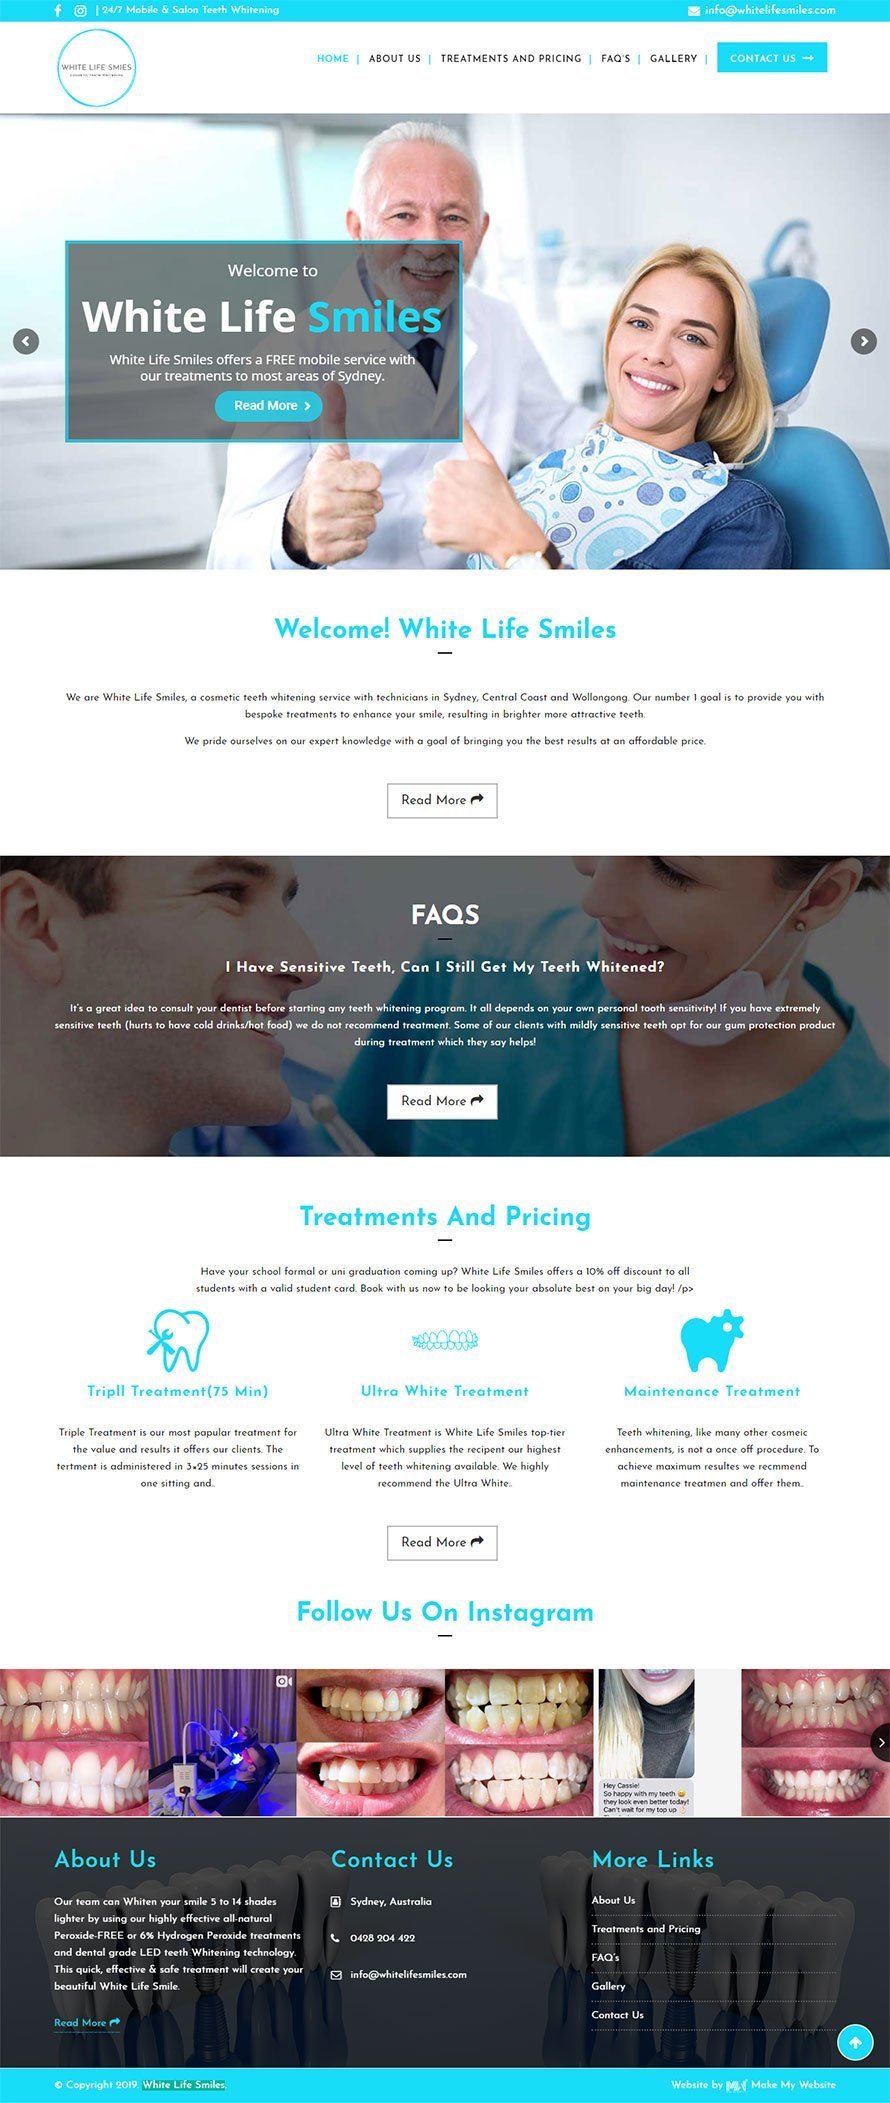 | 24/7 Mobile & Salon Teeth Whitening
info@whitelifesmiles.com
WHITE LIFE SMIES
HOME | ABOUT US | TREATMENTS AND PRICING | FAQ'S | GALLERY | CONTACT US
Welcome to
White Life Smiles
White Life Smiles offers a FREE mobile service with
our treatments to most areas of Sydney.
Read More
Welcome! White Life Smiles
We are White Life Smiles, a cosmetic teeth whitening service with technicians in Sydney, Central Coast and Wollongong. Our number 1 goal is to provide you with
bespoke treatments to enhance your smile, resulting in brighter more attractive teeth.
We pride ourselves on our expert knowledge with a goal of bringing you the best results at an affordable price.
Read More
FAQS
I Have Sensitive Teeth, Can I Still Get My Teeth Whitened?
It's a great idea to consult your dentist before starting any teeth whitening program. It all depends on your own personal tooth sensitivity! If you have extremely
sensitive teeth (hurts to have cold drinks/hot food) we do not recommend treatment. Some of our clients with mildly sensitive teeth opt for our gum protection product
during treatment which they say helps!
Read More
Treatments And Pricing
Have your school formal or uni graduation coming up? White Life Smiles offers a 10% off discount to all
students with a valid student card. Book with us now to be looking your absolute best on your big day! /p>
Tripll Treatment(75 Min)
Triple Treatment is our most papular treatment for
the value and results it offers our clients. The
tertment is administered in 3×25 minutes sessions in
one sitting and..
Ultra White Treatment
Ultra White Treatment is White Life Smiles top-tier
treatment which supplies the recipent our highest
level of teeth whitening available. We highly
recommend the Ultra White..
Maintenance Treatment
Teeth whitening, like many other cosmeic
enhancements, is not a once off procedure. To
achieve maximum resultes we recmmend
maintenance treatmen and offer them..
Read More
Follow Us On Instagram
Hey Cassie!
So happy with my teeth 😄
they look even better today!
Can't wait for my top up
About Us
Our team can Whiten your smile 5 to 14 shades
lighter by using our highly effective all-natural
Peroxide-FREE or 6% Hydrogen Peroxide treatments
and dental grade LED teeth Whitening technology.
This quick, effective & safe treatment will create your
beautiful White Life Smile.
Read More
Contact Us
Sydney, Australia
0428 204 422
info@whitelifesmiles.com
More Links
About Us
Treatments and Pricing
FAQ's
Gallery
Contact Us
© Copyright 2019. White Life Smiles.
Website by Make My Website